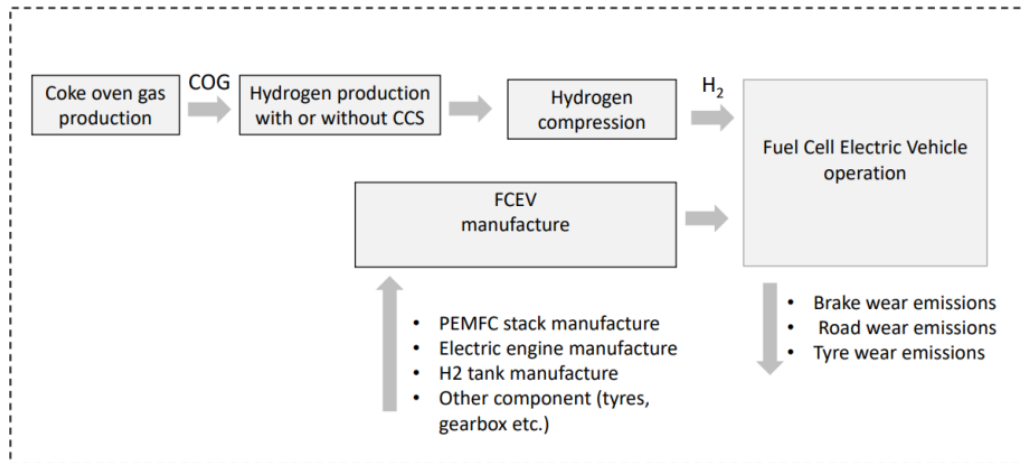 Coke oven gas
production
COG
Hydrogen production
with or without CCS
Hydrogen
compression
H₂
Fuel Cell Electric Vehicle
operation
FCEV
manufacture
• PEMFC stack manufacture
• Electric engine manufacture
• H2 tank manufacture
• Other component (tyres,
gearbox etc.)
• Brake wear emissions
• Road wear emissions
• Tyre wear emissions